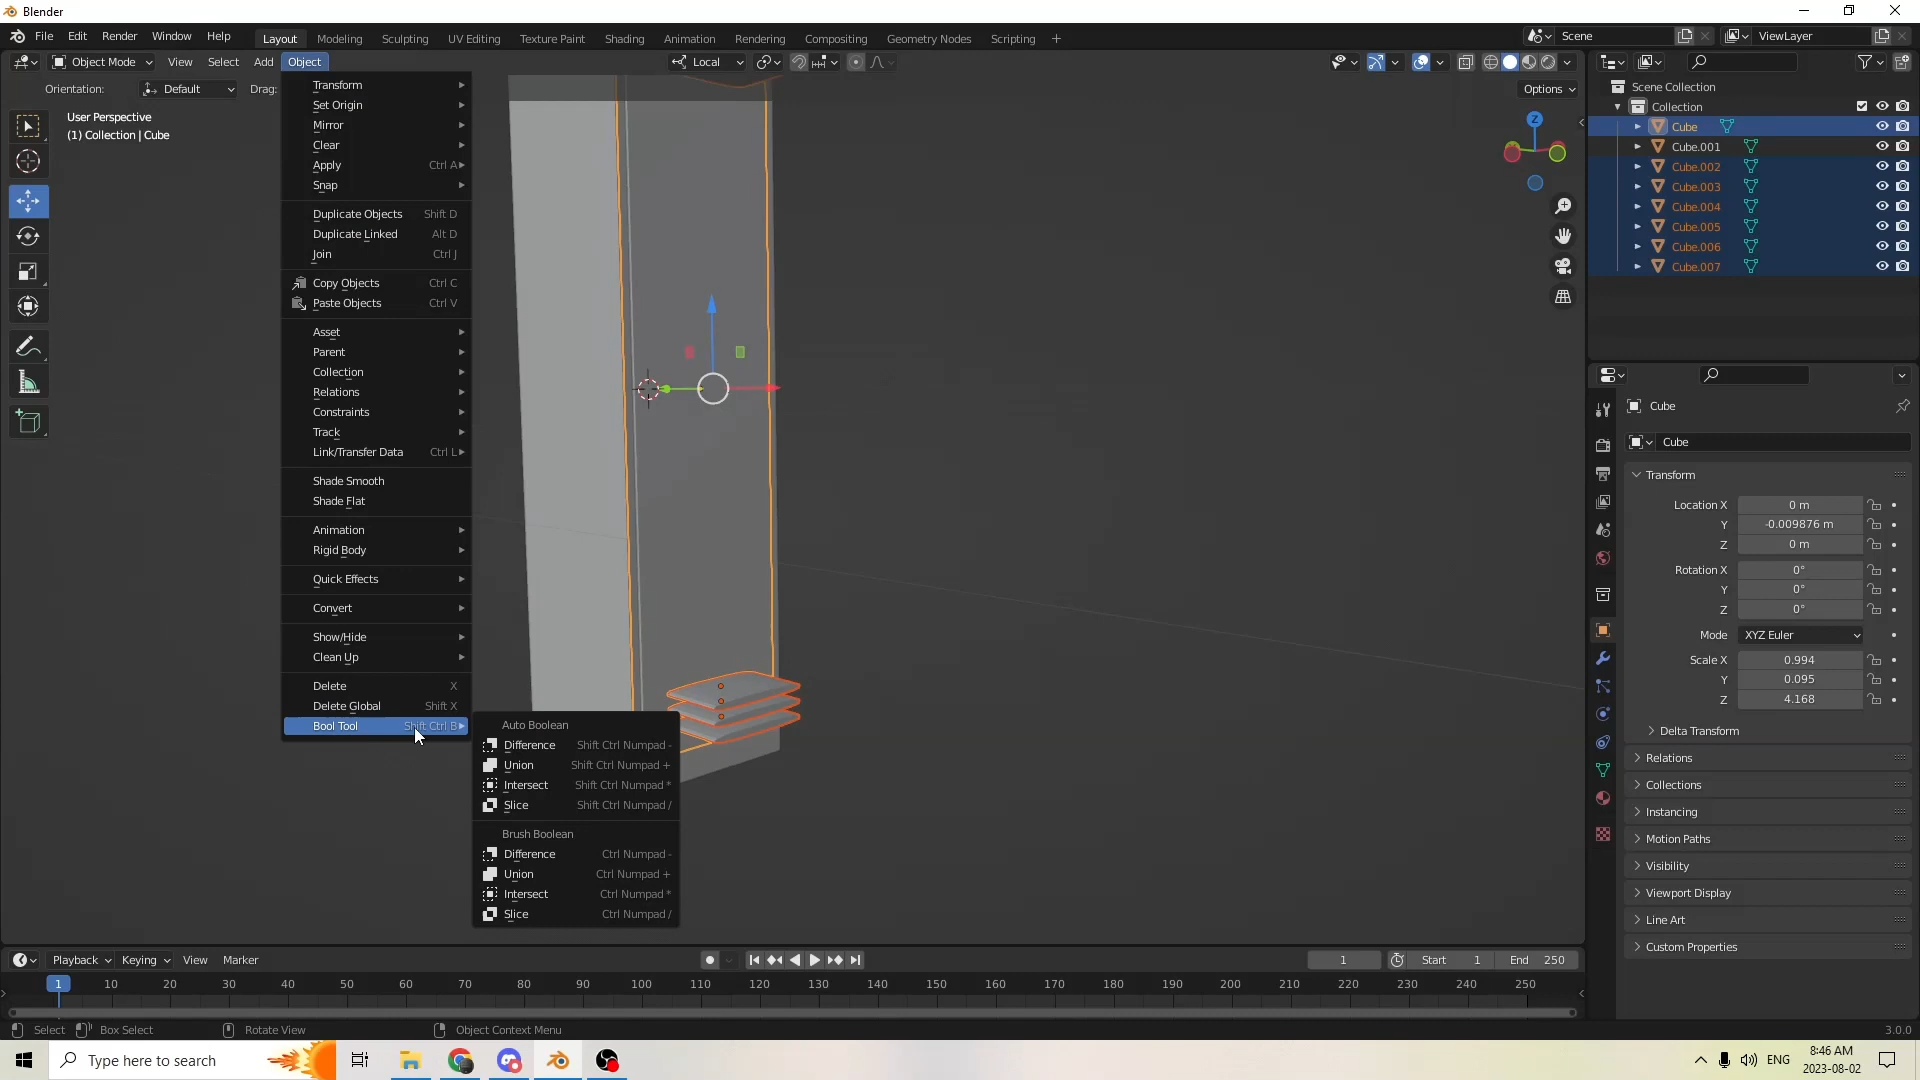 Blender
File Edit Render Window Help
Layout Modeling Sculpting UV Editing Texture Paint Shading Animation Rendering Compositing Geometry Nodes Scripting +
Scene
ViewLayer
Object Mode View Select Add Object
Local
Orientation: Default Drag:
Options
User Perspective
(1) Collection | Cube
Transform
Set Origin
Mirror
Clear
Apply Ctrl A
Snap
Duplicate Objects Shift D
Duplicate Linked Alt D
Join Ctrl J
Copy Objects Ctrl C
Paste Objects Ctrl V
Asset
Parent
Collection
Relations
Constraints
Track
Link/Transfer Data Ctrl L
Shade Smooth
Shade Flat
Animation
Rigid Body
Quick Effects
Convert
Show/Hide
Clean Up
Delete X
Delete Global Shift X
Bool Tool Shift Ctrl B
Auto Boolean
Difference Shift Ctrl Numpad -
Union Shift Ctrl Numpad +
Intersect Shift Ctrl Numpad *
Slice Shift Ctrl Numpad /
Brush Boolean
Difference Ctrl Numpad -
Union Ctrl Numpad +
Intersect Ctrl Numpad *
Slice Ctrl Numpad /
Z
Scene Collection
Collection
Cube
Cube.001
Cube.002
Cube.003
Cube.004
Cube.005
Cube.006
Cube.007
Cube
Cube
Transform
Location X 0 m
Y -0.009876 m
Z 0 m
Rotation X 0°
Y 0°
Z 0°
Mode XYZ Euler
Scale X 0.994
Y 0.095
Z 4.168
Delta Transform
Relations
Collections
Instancing
Motion Paths
Visibility
Viewport Display
Line Art
Custom Properties
Playback Keying View Marker
1 Start 1 End 250
1 10 20 30 40 50 60 70 80 90 100 110 120 130 140 150 160 170 180 190 200 210 220 230 240 250
Select Box Select Rotate View Object Context Menu
3.0.0
Type here to search
ENG
8:46 AM
2023-08-02